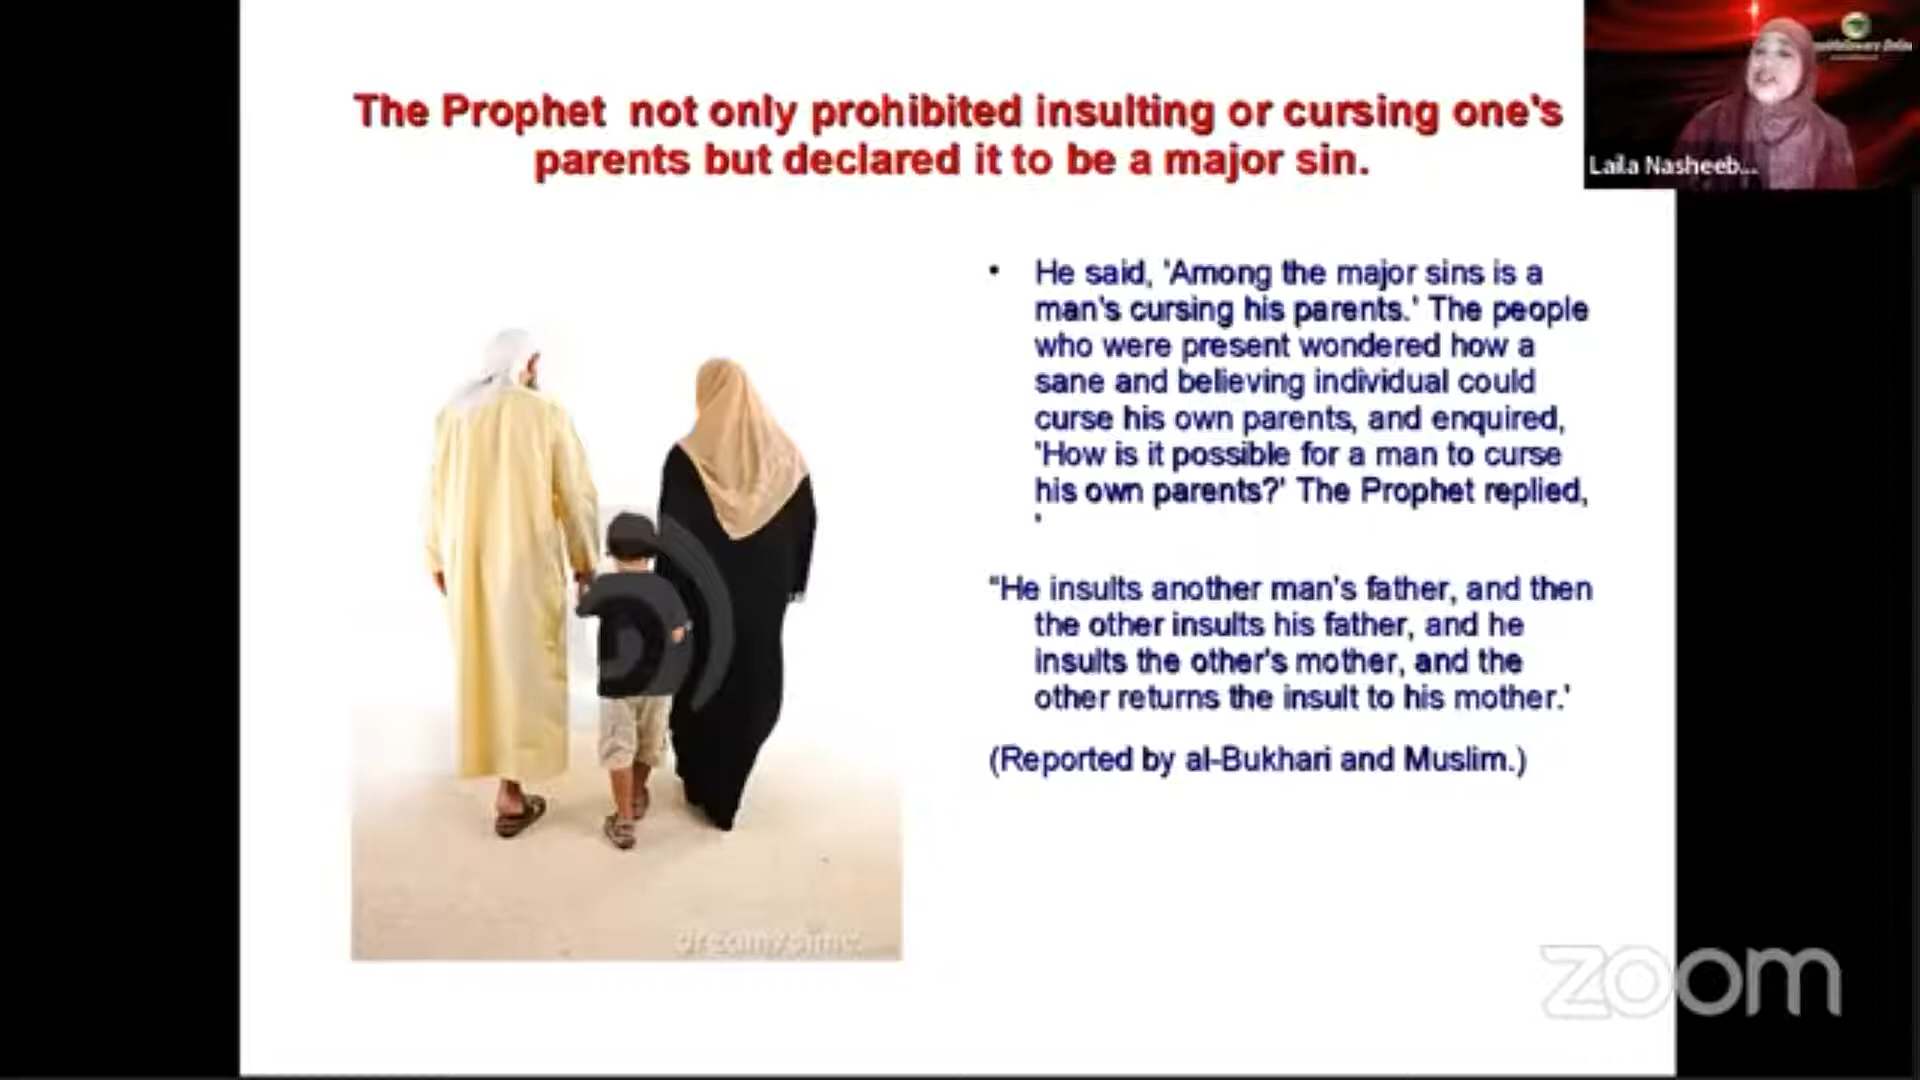 The Prophet  not only prohibited insulting or cursing one's
parents but declared it to be a major sin.
Laila Nasheeb...
• He said, 'Among the major sins is a
man's cursing his parents.' The people
who were present wondered how a
sane and believing individual could
curse his own parents, and enquired,
'How is it possible for a man to curse
his own parents?' The Prophet replied,
'
"He insults another man's father, and then
the other insults his father, and he
insults the other's mother, and the
other returns the insult to his mother.'
(Reported by al-Bukhari and Muslim.)
dreamstime
zoom